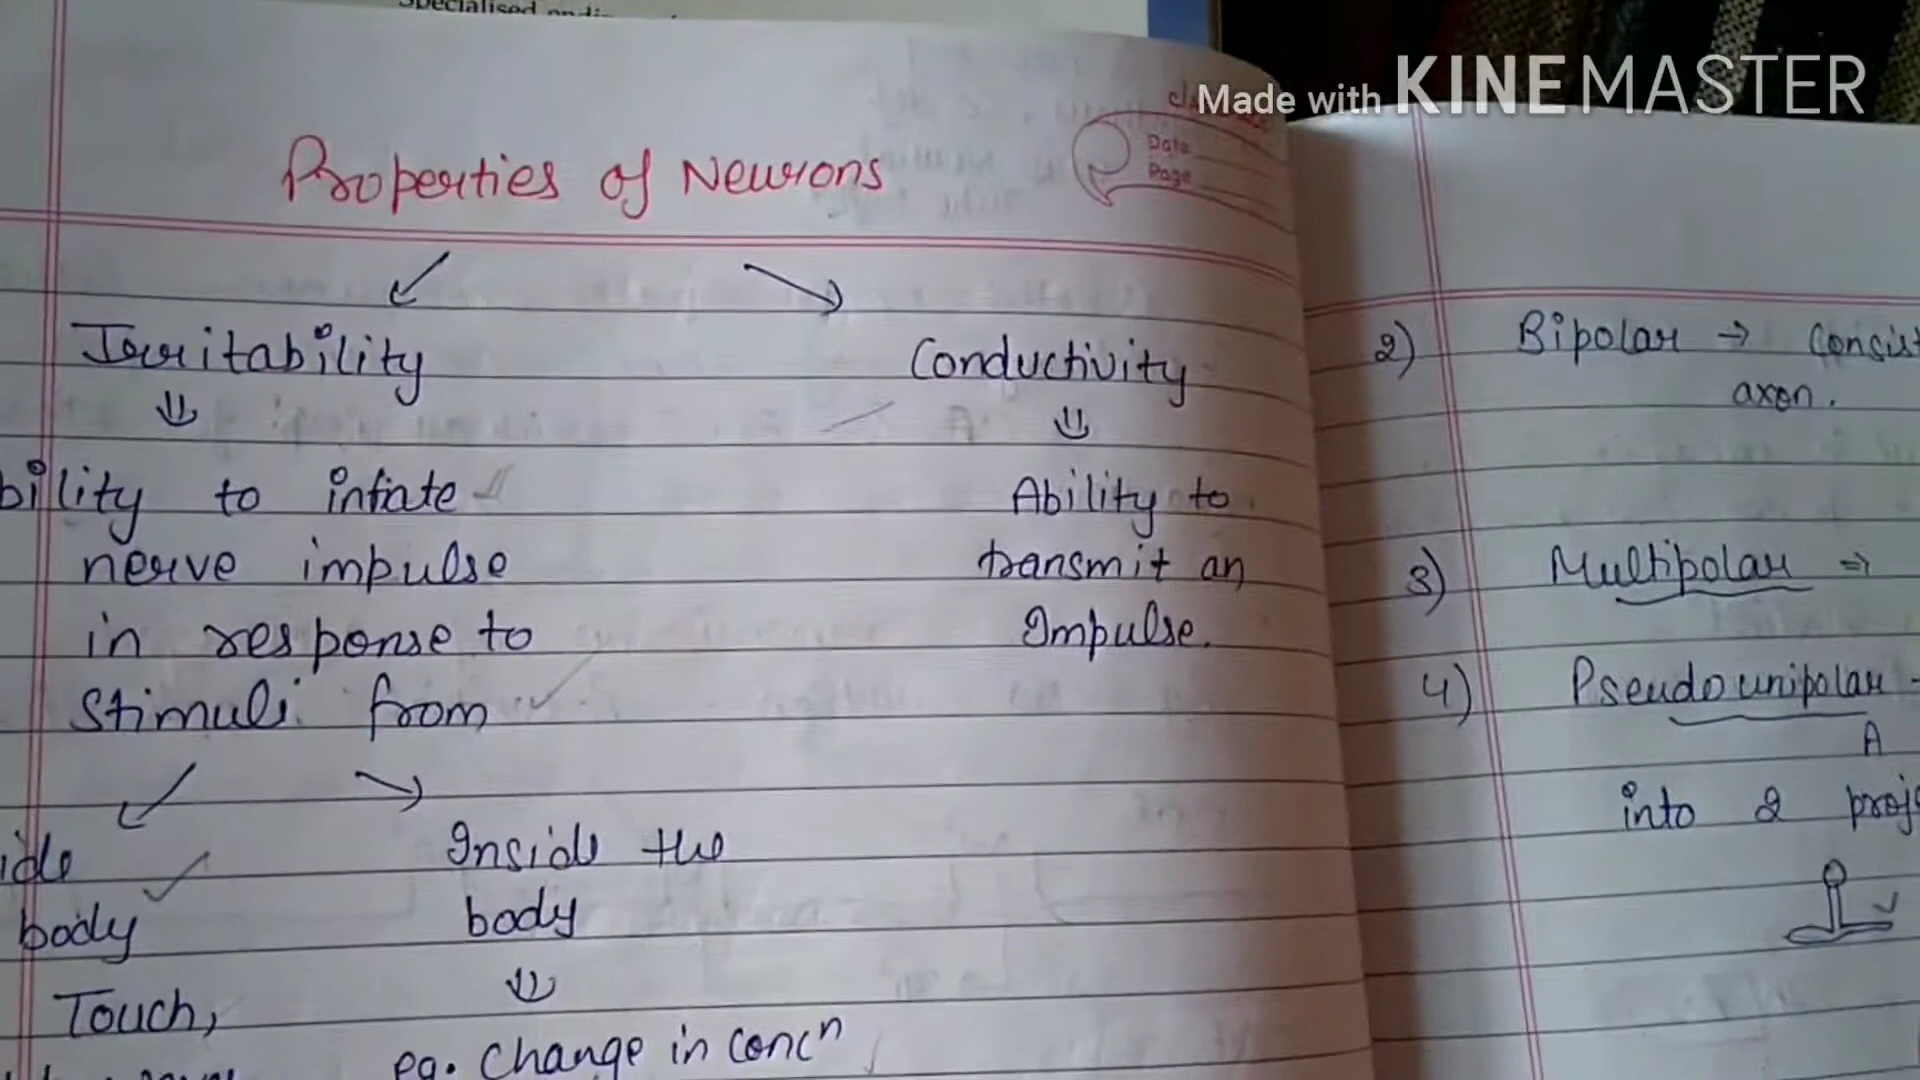 Specialised
Made with KINEMASTER
Date
Page
Properties of Neurons
Irritability
Conductivity
bility to intiate
nerve impulse
in response to
stimuli from
Ability to
transmit an
Impulse.
ide
body
Touch,
Inside the
body
eg. Change in concn
2) Bipolar → Consist
axon.
3) Multipolar ⇒
4) Pseudounipolar -
A
into 2 proj